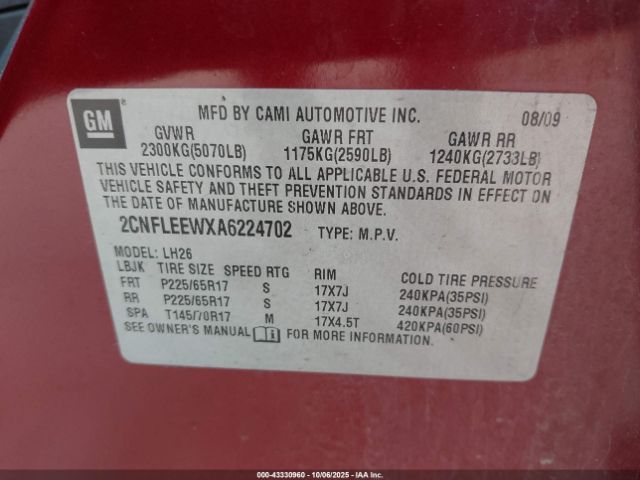 GM
MFD BY CAMI AUTOMOTIVE INC. 08/09
GVWR GAWR FRT GAWR RR
2300KG(5070LB) 1175KG(2590LB) 1240KG(2733LB)
THIS VEHICLE CONFORMS TO ALL APPLICABLE U.S. FEDERAL MOTOR
VEHICLE SAFETY AND THEFT PREVENTION STANDARDS IN EFFECT ON
THE DATE OF MANUFACTURE SHOWN ABOVE.
2CNFLEEWXA6224702 TYPE: M.P.V.
MODEL: LH26
LBJK TIRE SIZE SPEED RTG RIM COLD TIRE PRESSURE
FRT P225/65R17 S 17X7J 240KPA(35PSI)
RR P225/65R17 S 17X7J 240KPA(35PSI)
SPA T145/70R17 M 17X4.5T 420KPA(60PSI)
SEE OWNER'S MANUAL FOR MORE INFORMATION.
000-43330960 - 10/06/2025 - IAAI.COM